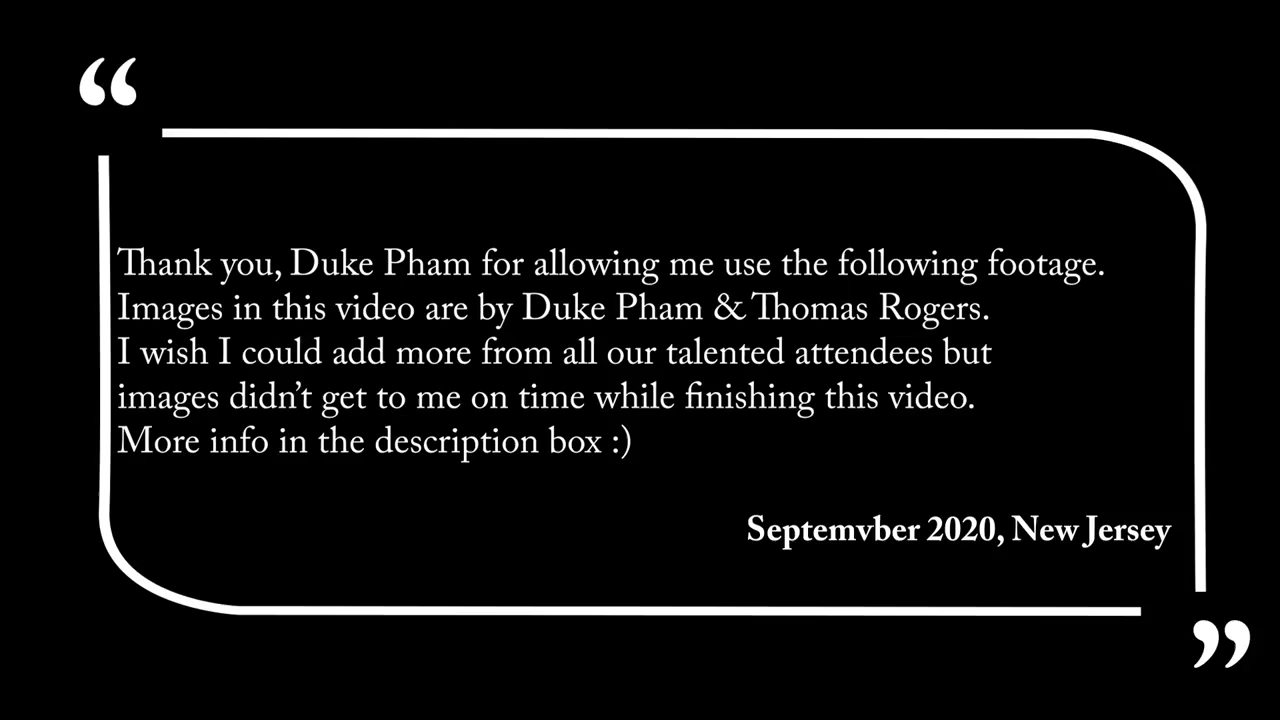 “
Thank you, Duke Pham for allowing me use the following footage.
Images in this video are by Duke Pham & Thomas Rogers.
I wish I could add more from all our talented attendees but
images didn’t get to me on time while finishing this video.
More info in the description box :)
Septemvber 2020, New Jersey
”